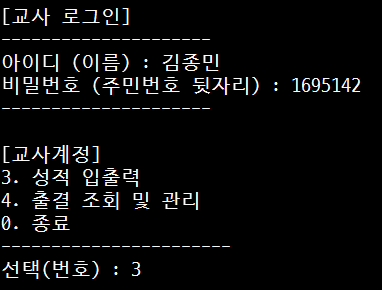 [교사 로그인]
---------------------
아이디 (이름) : 김종민
비밀번호 (주민번호 뒷자리) : 1695142
---------------------
[교사계정]
3. 성적 입출력
4. 출결 조회 및 관리
0. 종료
-----------------------
선택(번호) : 3